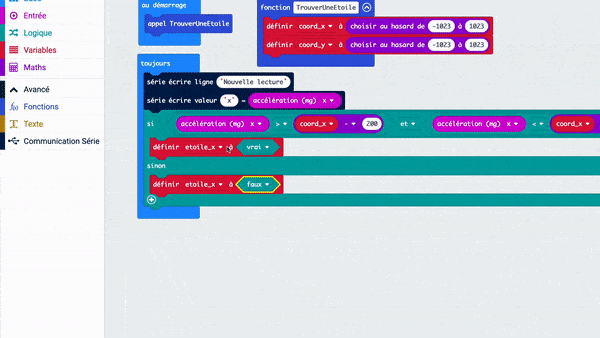 Entrée
Logique
Variables
Maths
Avancé
Fonctions
Texte
Communication Série
au démarrage
appel TrouverUneEtoile
fonction TrouverUneEtoile
définir coord_x à choisir au hasard de -1023 à 1023
définir coord_y à choisir au hasard de -1023 à 1023
toujours
série écrire ligne "Nouvelle lecture"
série écrire valeur "x" = accélération (mg) x
si accélération (mg) x > coord_x - 200 et accélération (mg) x < coord_x
définir etoile_x à vrai
sinon
définir etoile_x à faux